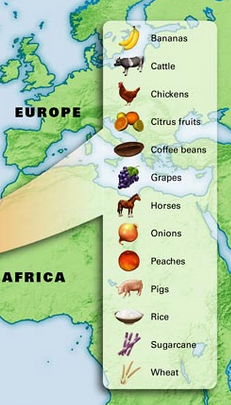 Bananas
Cattle
Chickens
EUROPE
Citrus fruits
Coffee beans
Grapes
Horses
Onions
AFRICA
Peaches
Pigs
Rice
Sugarcane
Wheat